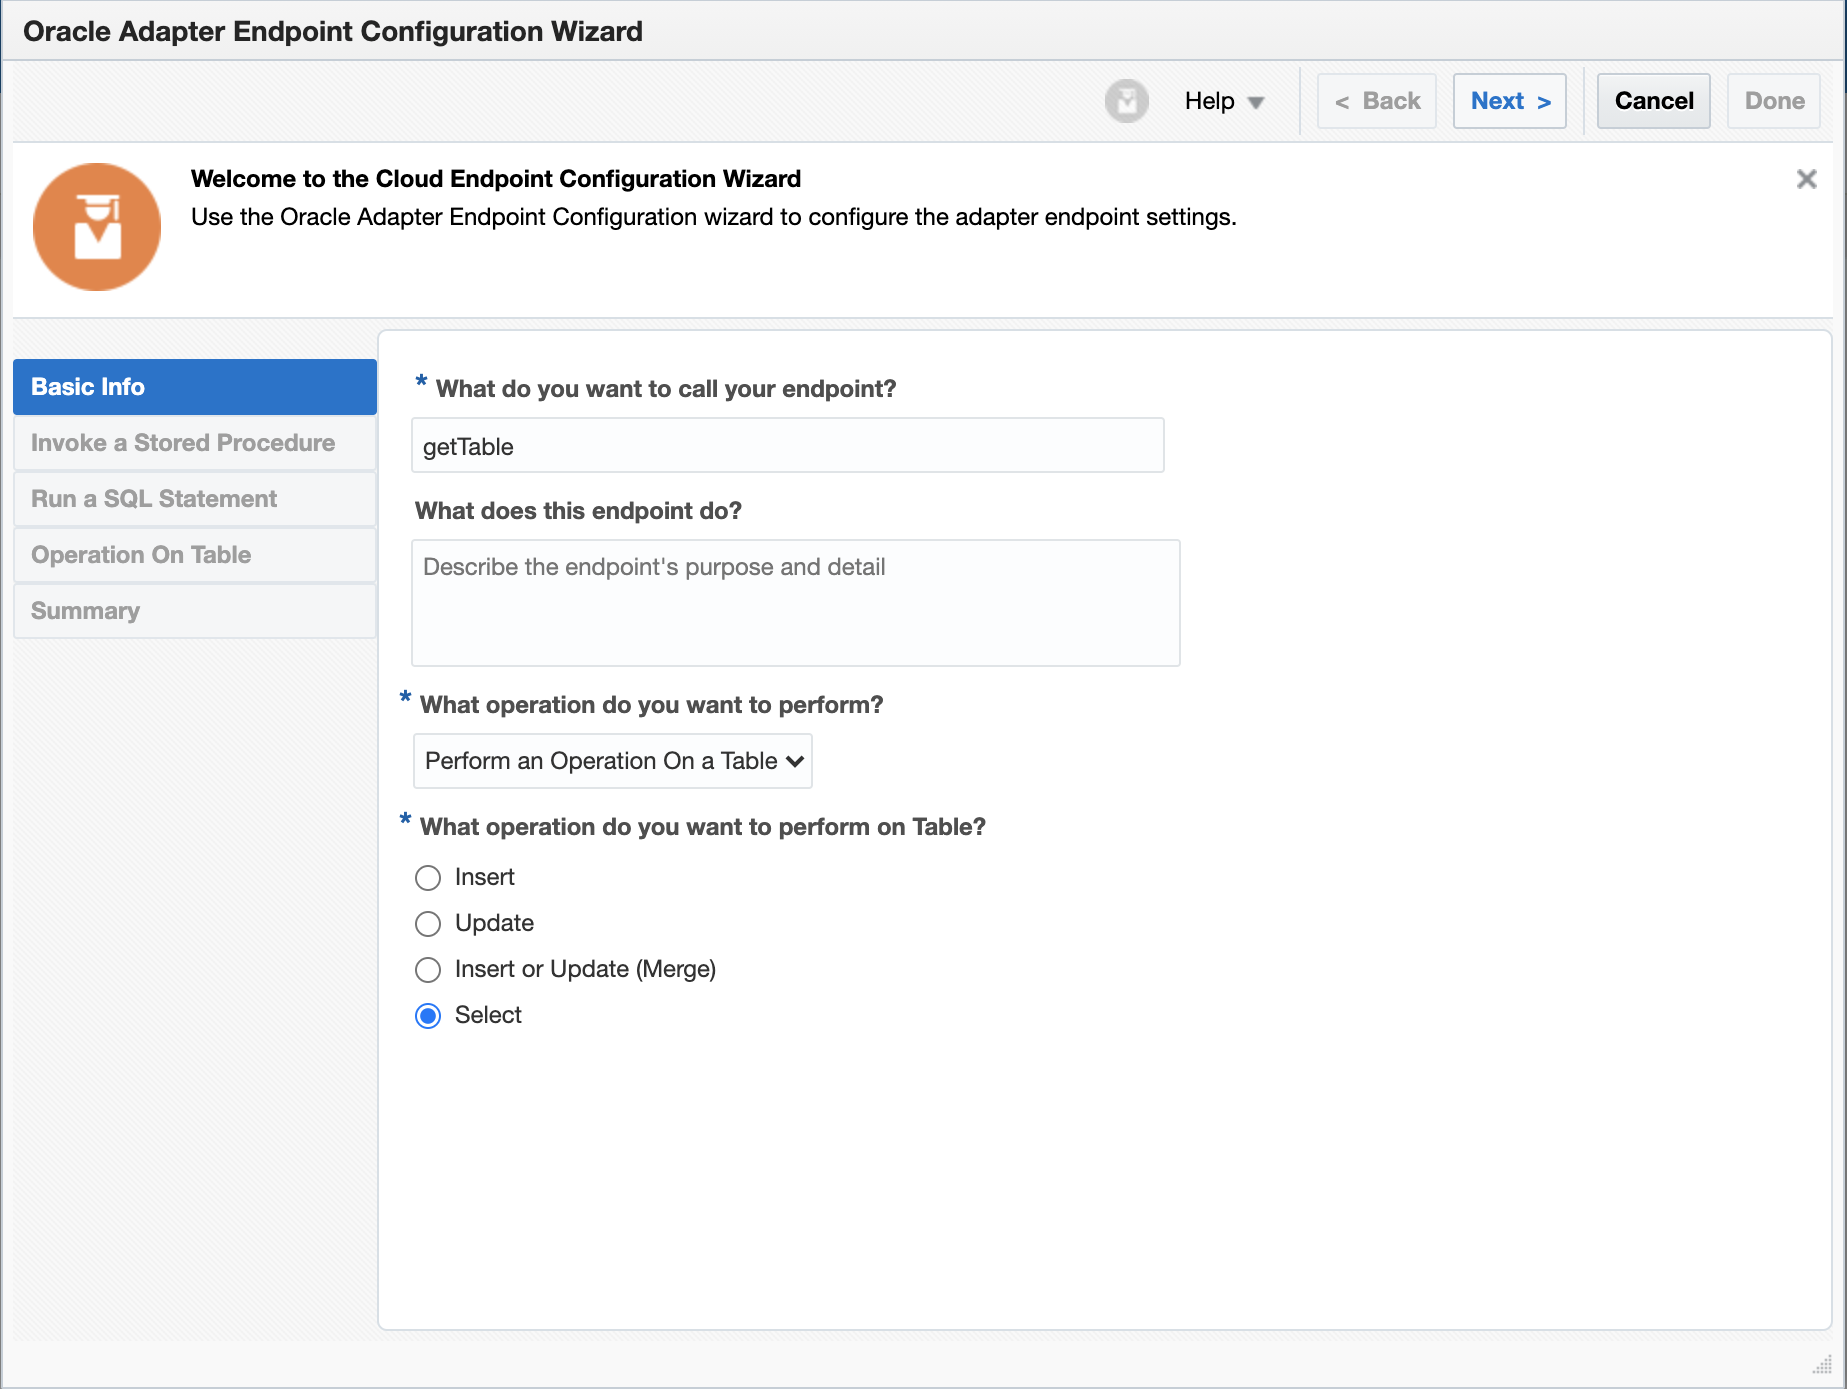 Oracle Adapter Endpoint Configuration Wizard
Help
< Back
Next >
Cancel
Done
Welcome to the Cloud Endpoint Configuration Wizard
Use the Oracle Adapter Endpoint Configuration wizard to configure the adapter endpoint settings.
Basic Info
Invoke a Stored Procedure
Run a SQL Statement
Operation On Table
Summary
* What do you want to call your endpoint?
getTable
What does this endpoint do?
Describe the endpoint's purpose and detail
* What operation do you want to perform?
Perform an Operation On a Table
* What operation do you want to perform on Table?
Insert
Update
Insert or Update (Merge)
Select